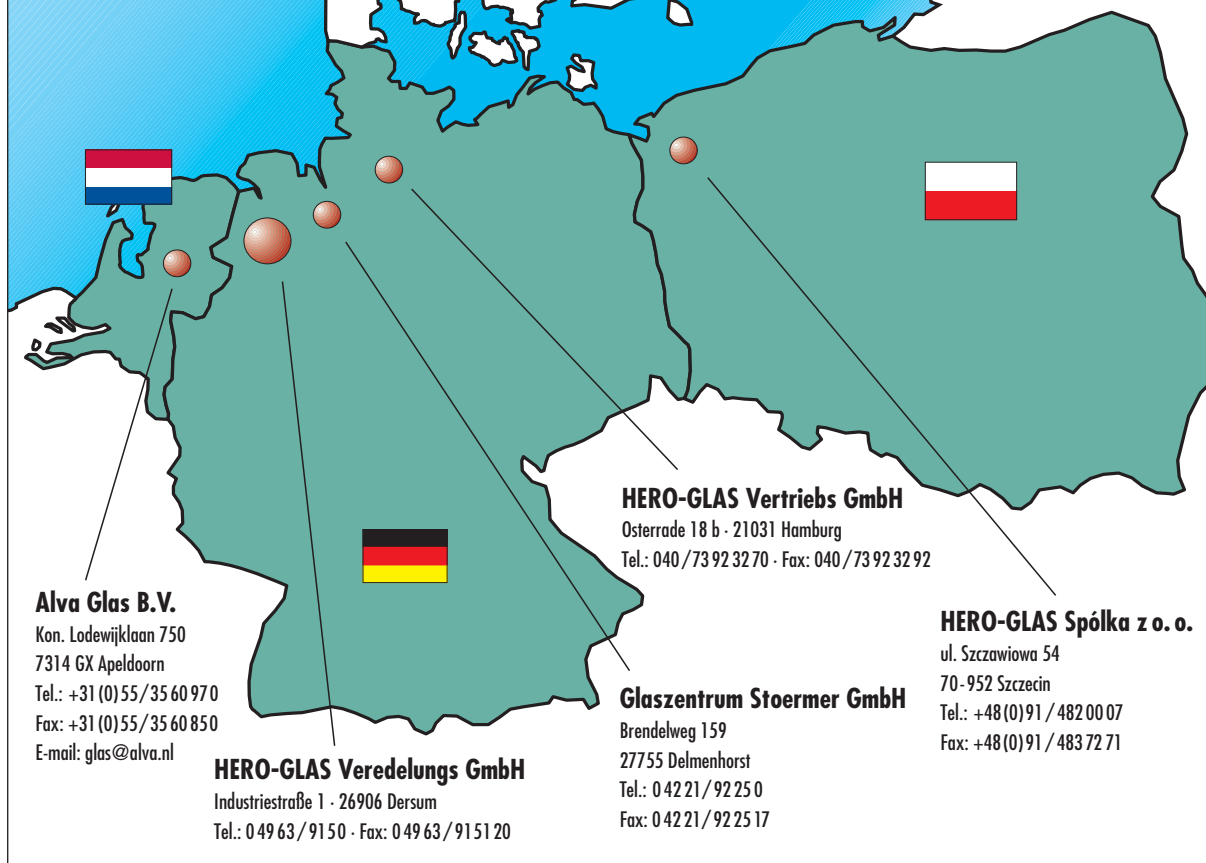 HERO-GLAS Vertriebs GmbH
Osterrade 18 b · 21031 Hamburg
Tel.: 040/73 92 32 70 · Fax: 040/73 92 32 92
Alva Glas B.V.
Kon. Lodewijklaan 750
7314 GX Apeldoorn
Tel.: +31(0)55/35 60 970
Fax: +31(0)55/35 60 850
E-mail: glas@alva.nl
HERO-GLAS Spólka z o. o.
ul. Szczawiowa 54
70-952 Szczecin
Tel.: +48(0)91/482 00 07
Fax: +48(0)91/483 72 71
Glaszentrum Stoermer GmbH
Brendelweg 159
27755 Delmenhorst
Tel.: 0 42 21/92 25 0
Fax: 0 42 21/92 25 17
HERO-GLAS Veredelungs GmbH
Industriestraße 1 · 26906 Dersum
Tel.: 0 49 63/91 50 · Fax: 0 49 63/91 51 20